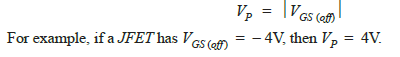 V_P = |V_GS (off)|
For example, if a JFET has V_GS (off) = – 4V, then V_P = 4V.